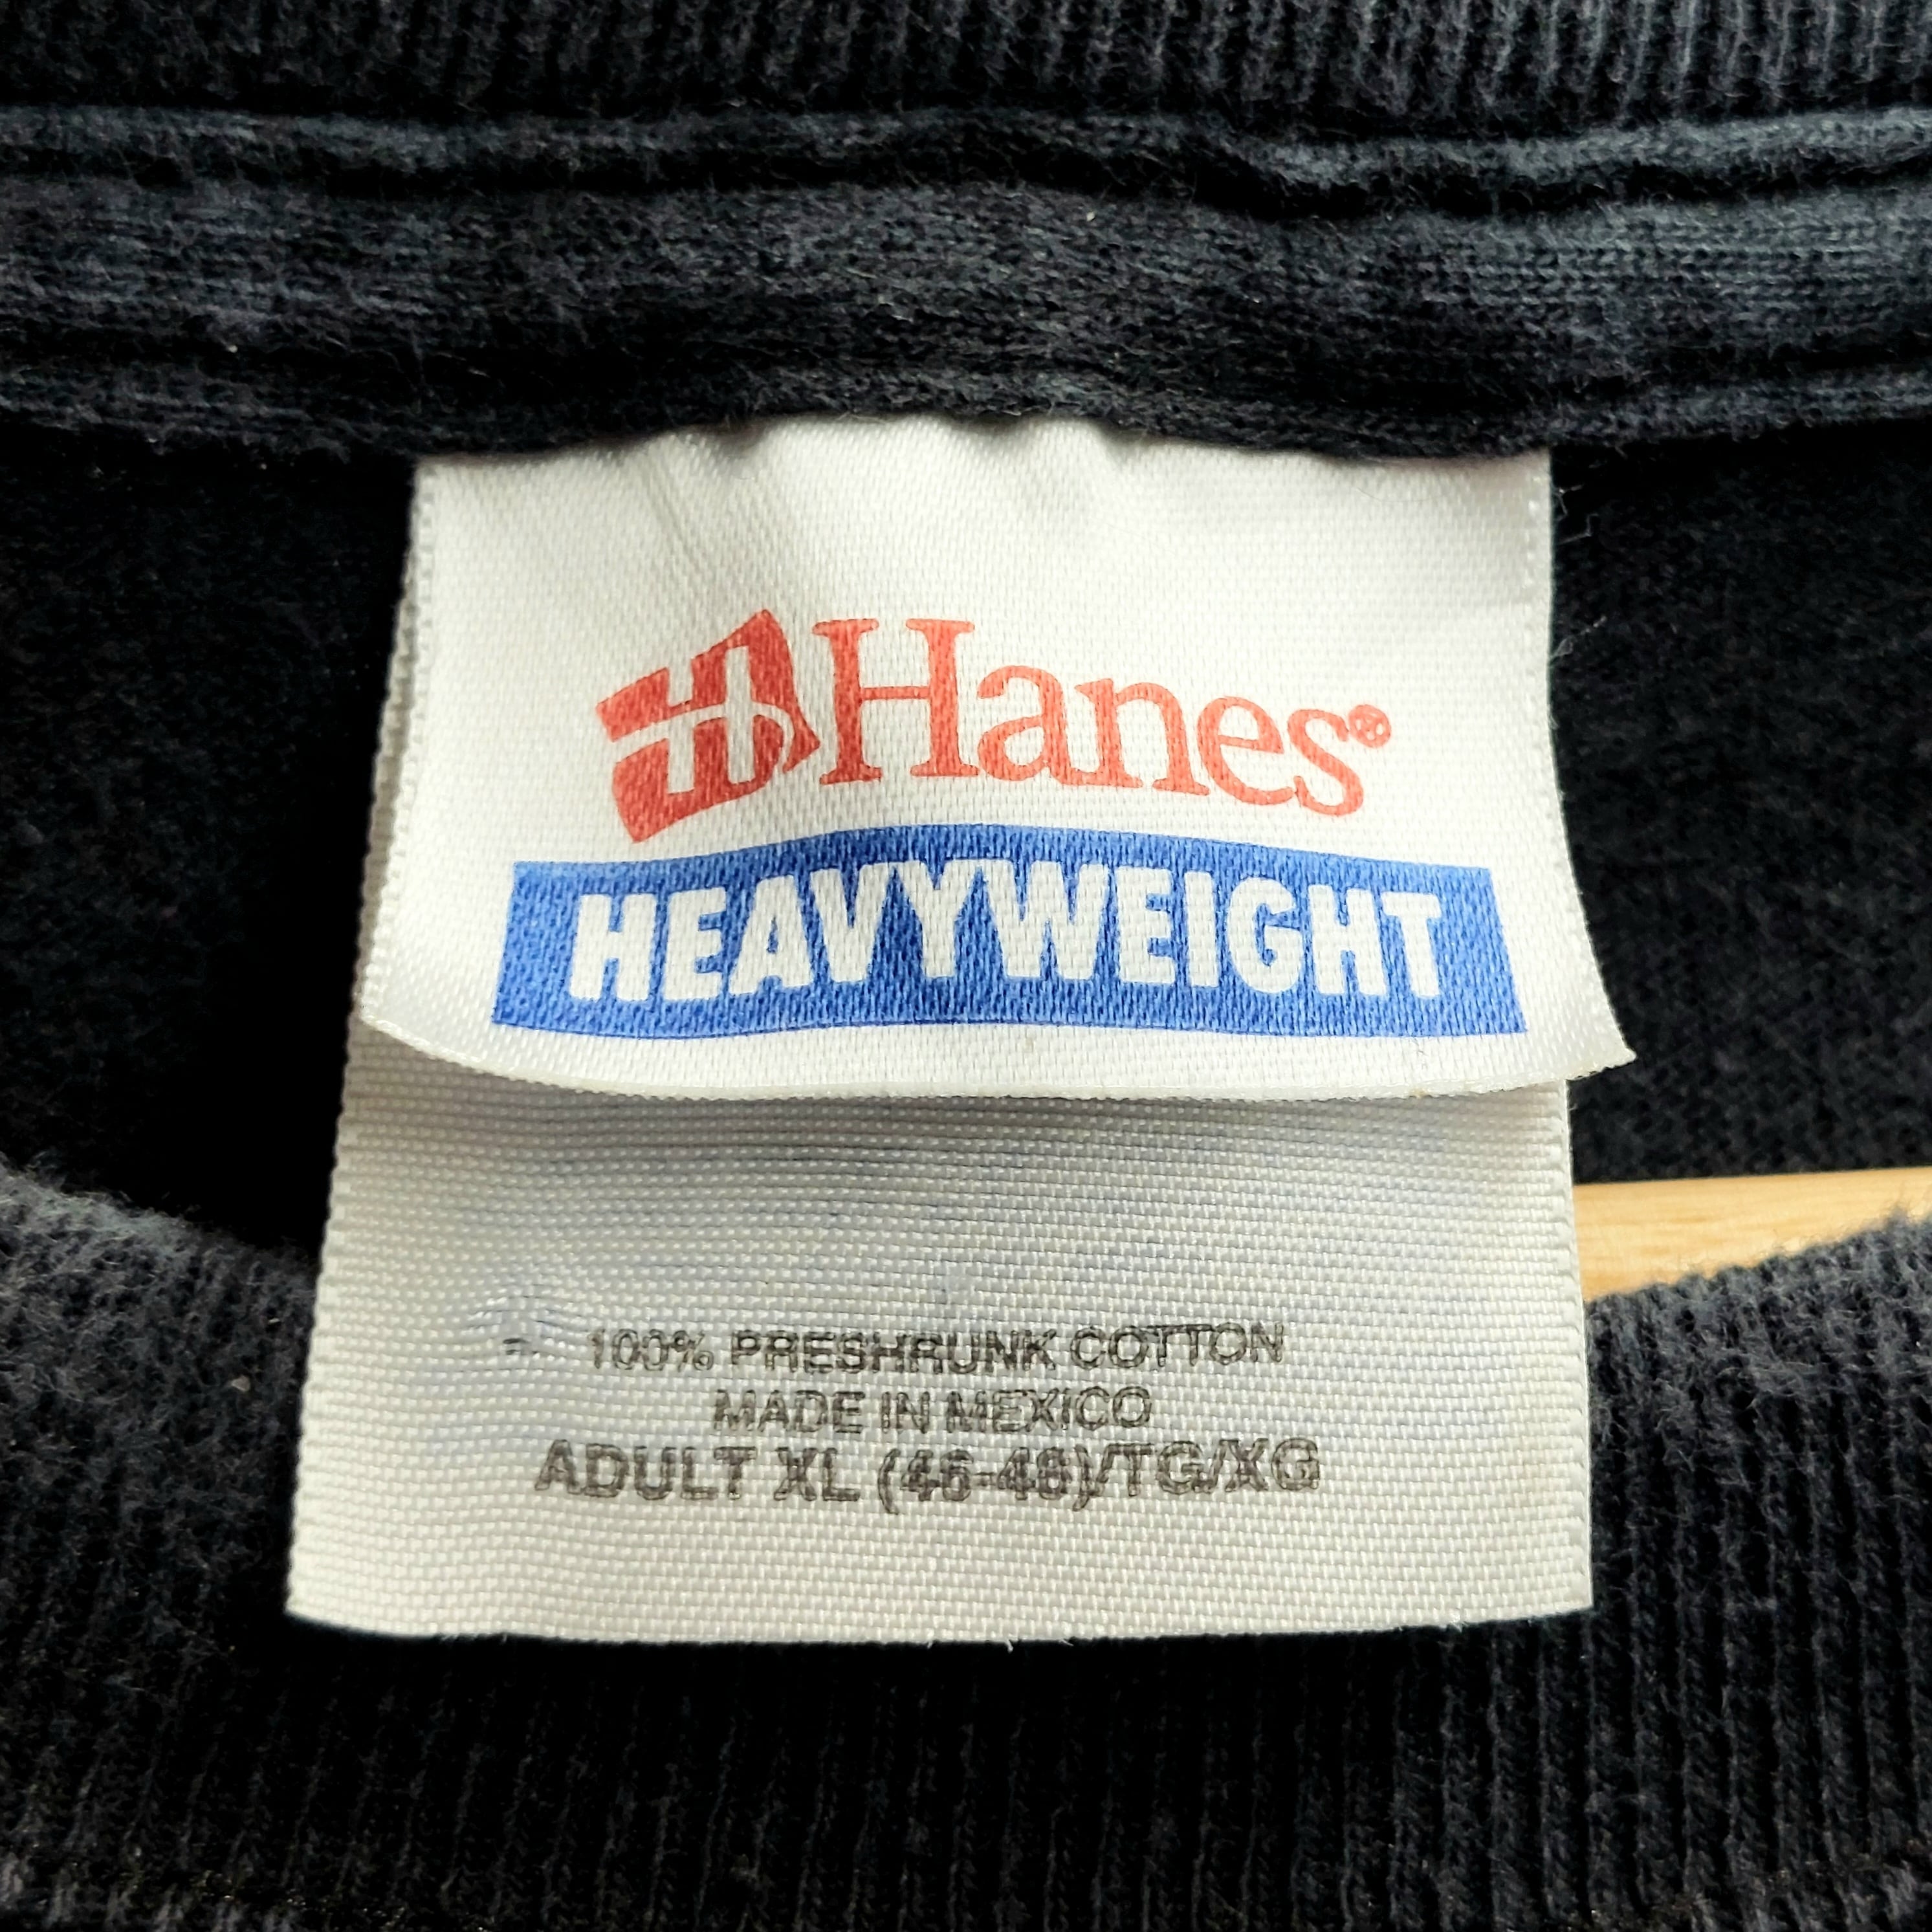 Hanes®
HEAVYWEIGHT
100% PRESHRUNK COTTON
MADE IN MEXICO
ADULT XL (46-48)/TG/XG